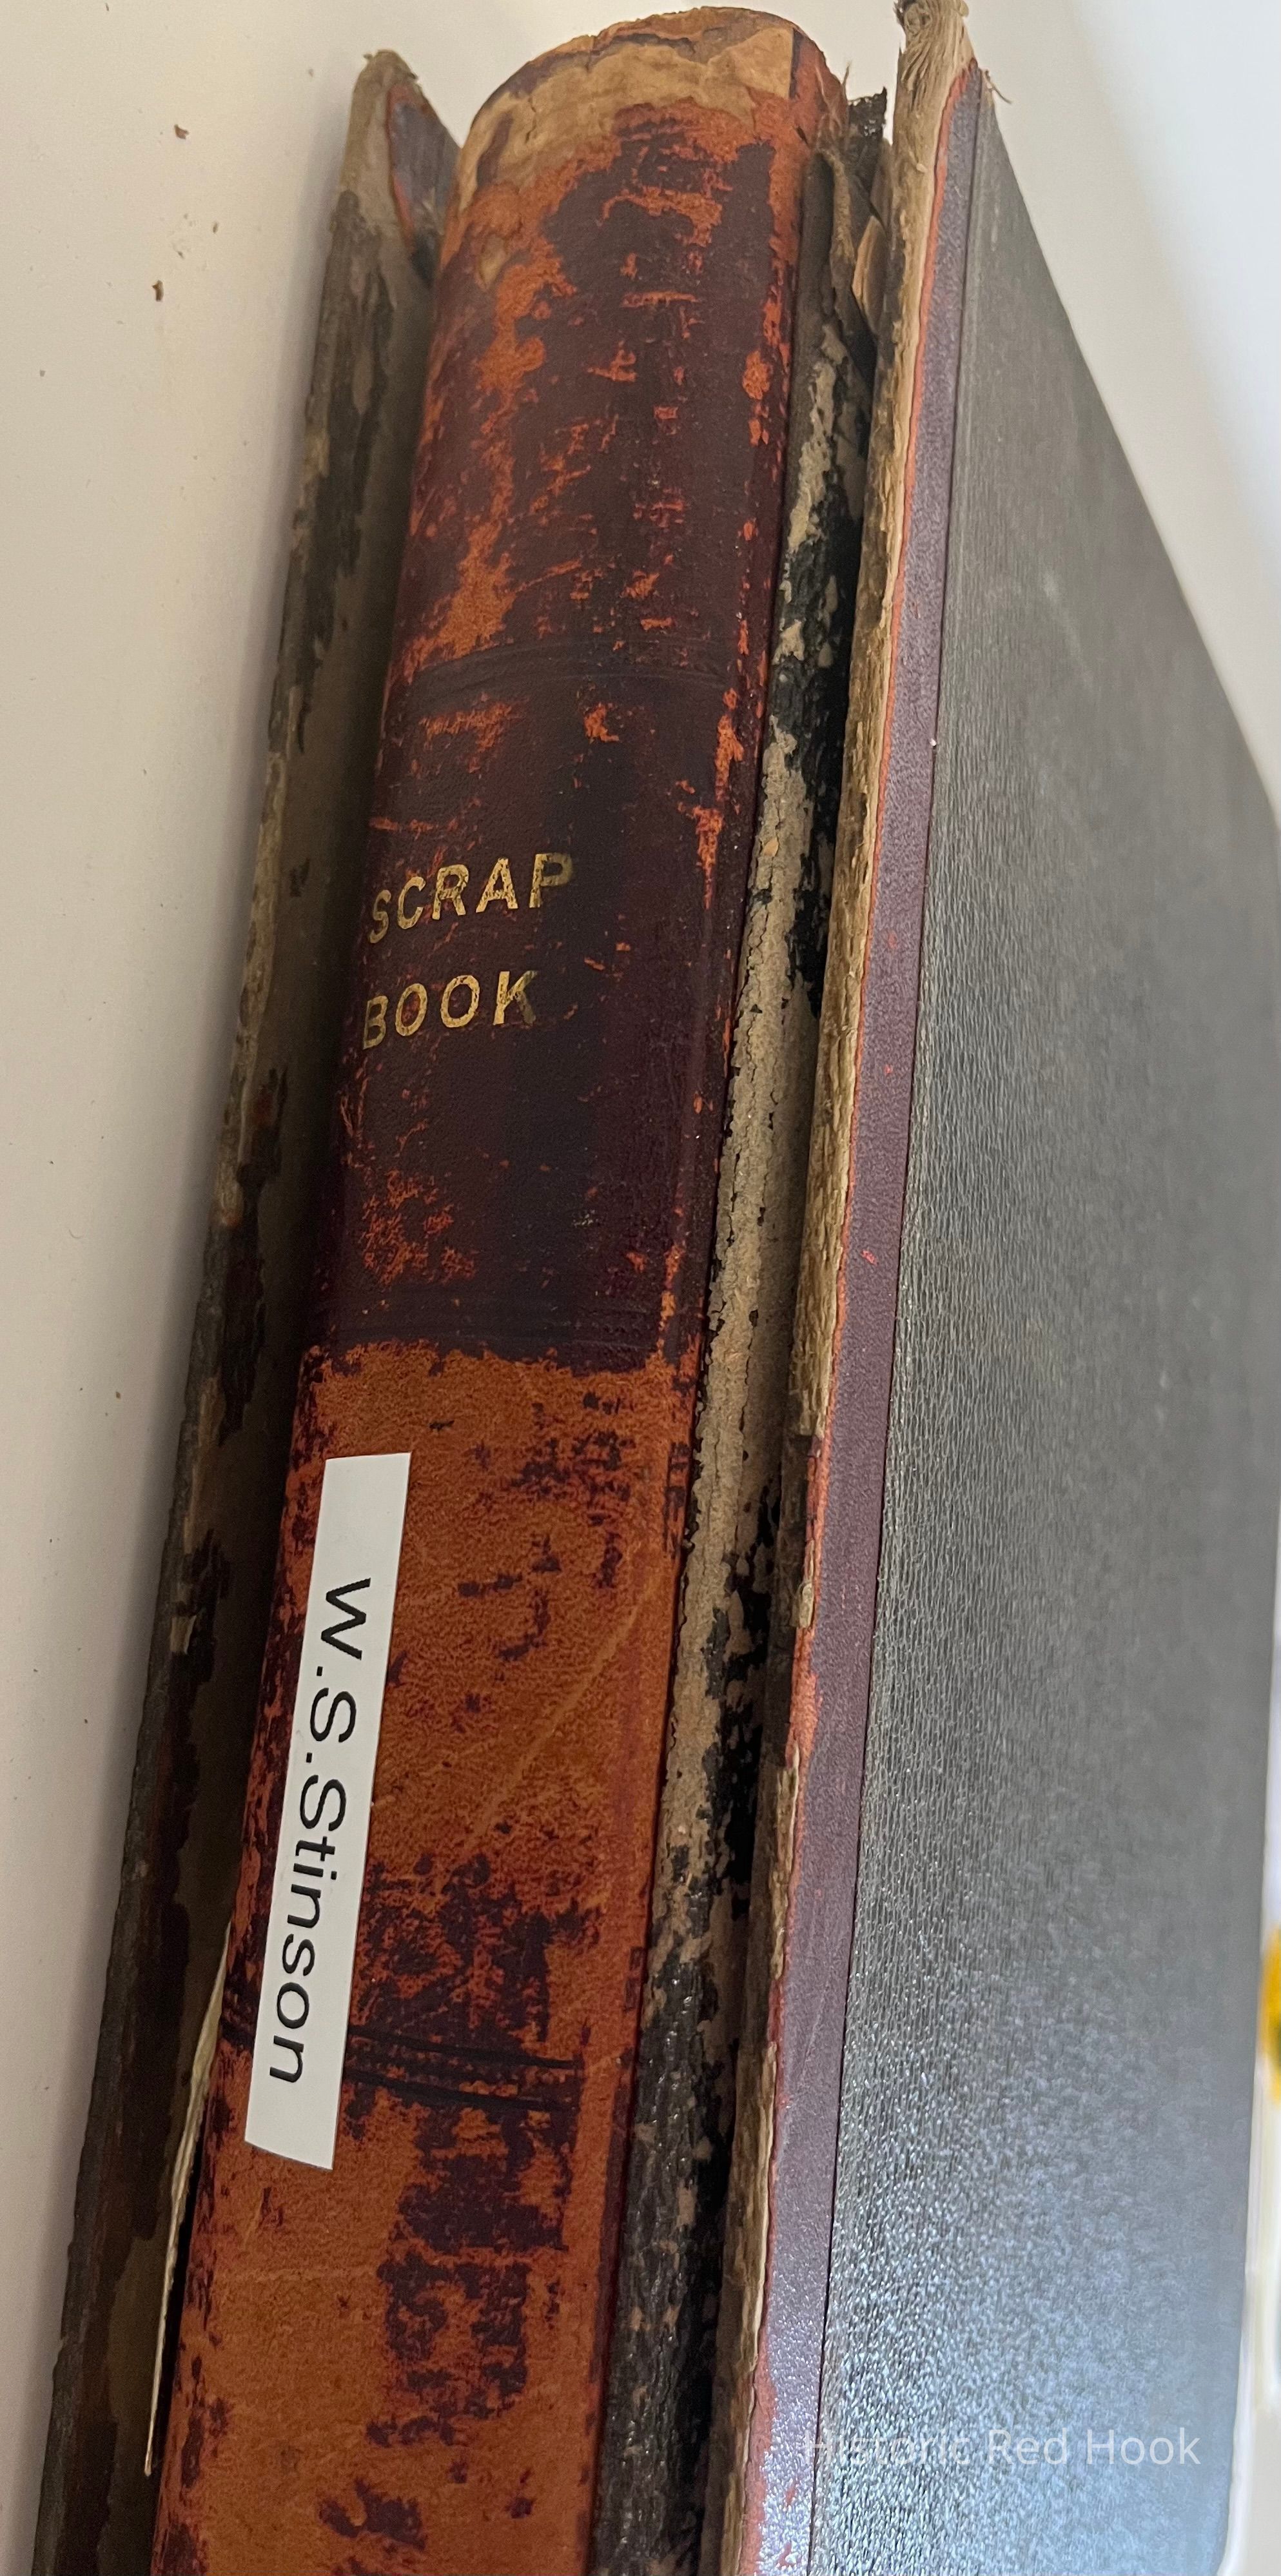 SCRAP
BOOK
W.S.Stinson
Historic Red Hook